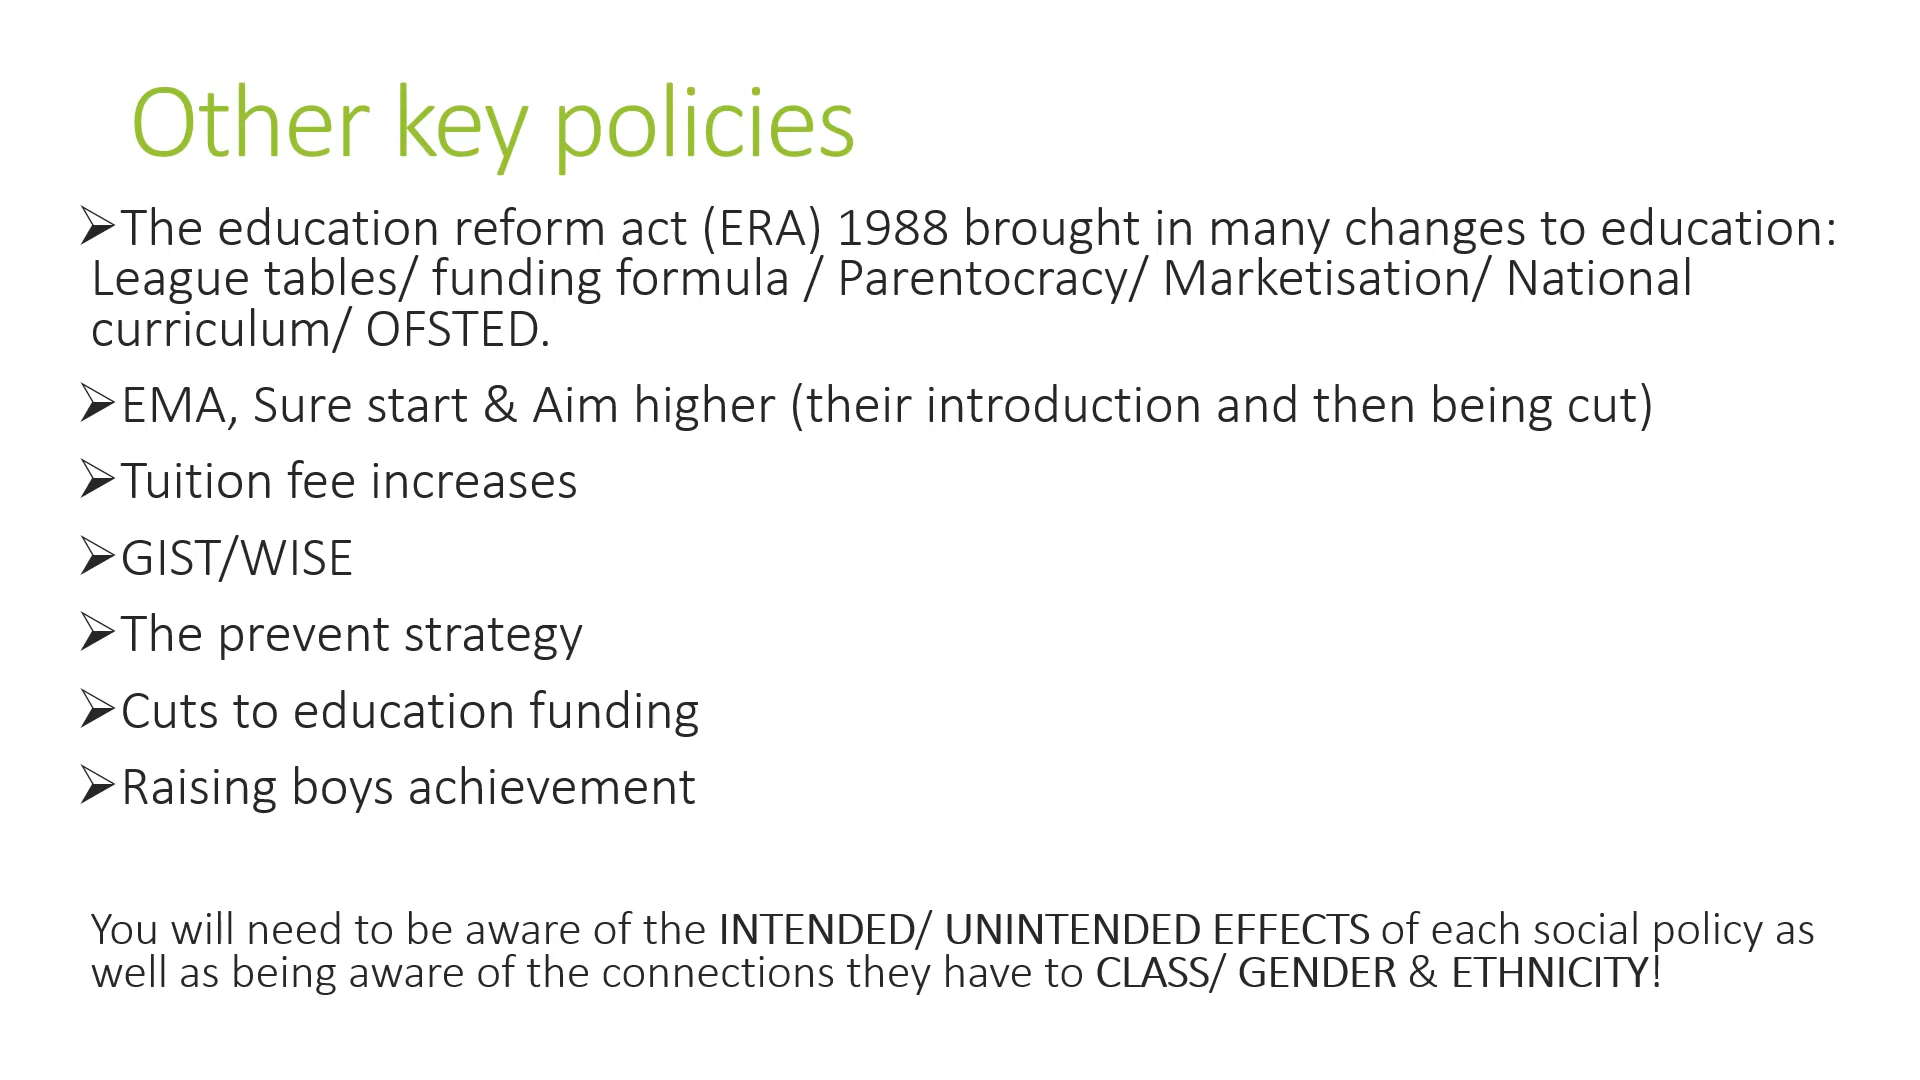 Other key policies
➢The education reform act (ERA) 1988 brought in many changes to education:
League tables/ funding formula / Parentocracy/ Marketisation/ National
curriculum/ OFSTED.
➢EMA, Sure start & Aim higher (their introduction and then being cut)
➢Tuition fee increases
➢GIST/WISE
➢The prevent strategy
➢Cuts to education funding
➢Raising boys achievement
You will need to be aware of the INTENDED/ UNINTENDED EFFECTS of each social policy as
well as being aware of the connections they have to CLASS/ GENDER & ETHNICITY!